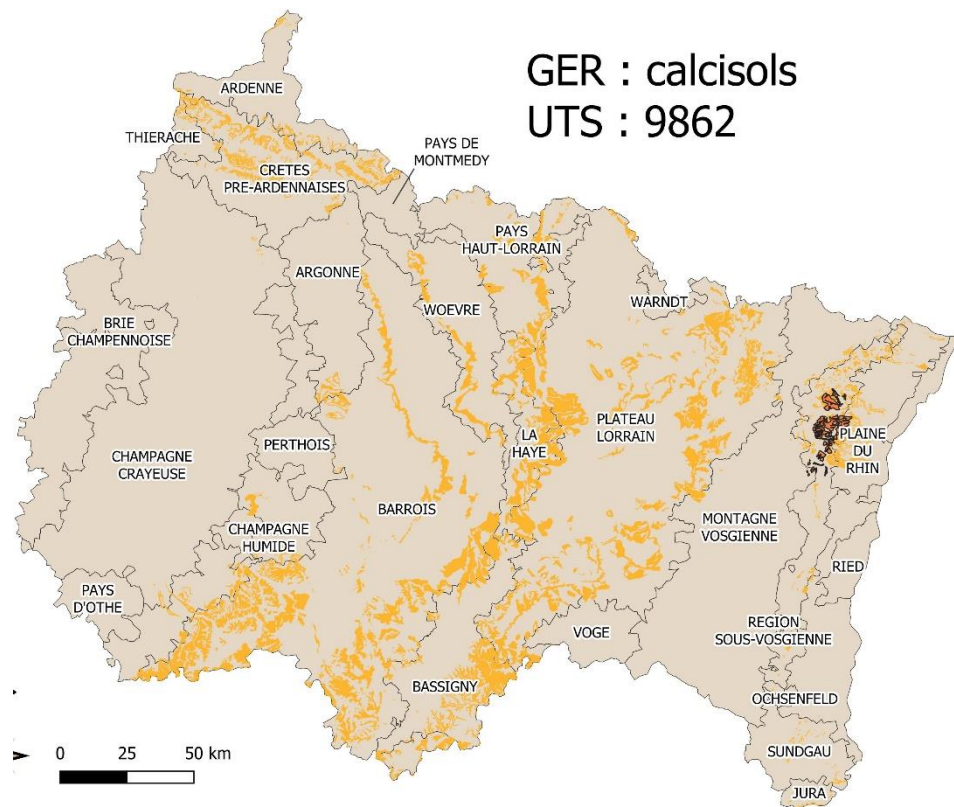 GER : calcisols
UTS : 9862
ARDENNE
THIERACHE
PAYS DE
MONTMEDY
CRETES
PRE-ARDENNAISES
PAYS
HAUT-LORRAIN
ARGONNE
WOEVRE
WARNDT
BRIE
CHAMPENNOISE
PLAINE
DU
RHIN
PLATEAU
LORRAIN
LA
HAYE
PERTHOIS
CHAMPAGNE
CRAYEUSE
BARROIS
MONTAGNE
VOSGIENNE
CHAMPAGNE
HUMIDE
RIED
PAYS
D'OTHE
REGION
SOUS-VOSGIENNE
VOGE
BASSIGNY
OCHSENFELD
SUNDGAU
JURA
0 25 50 km